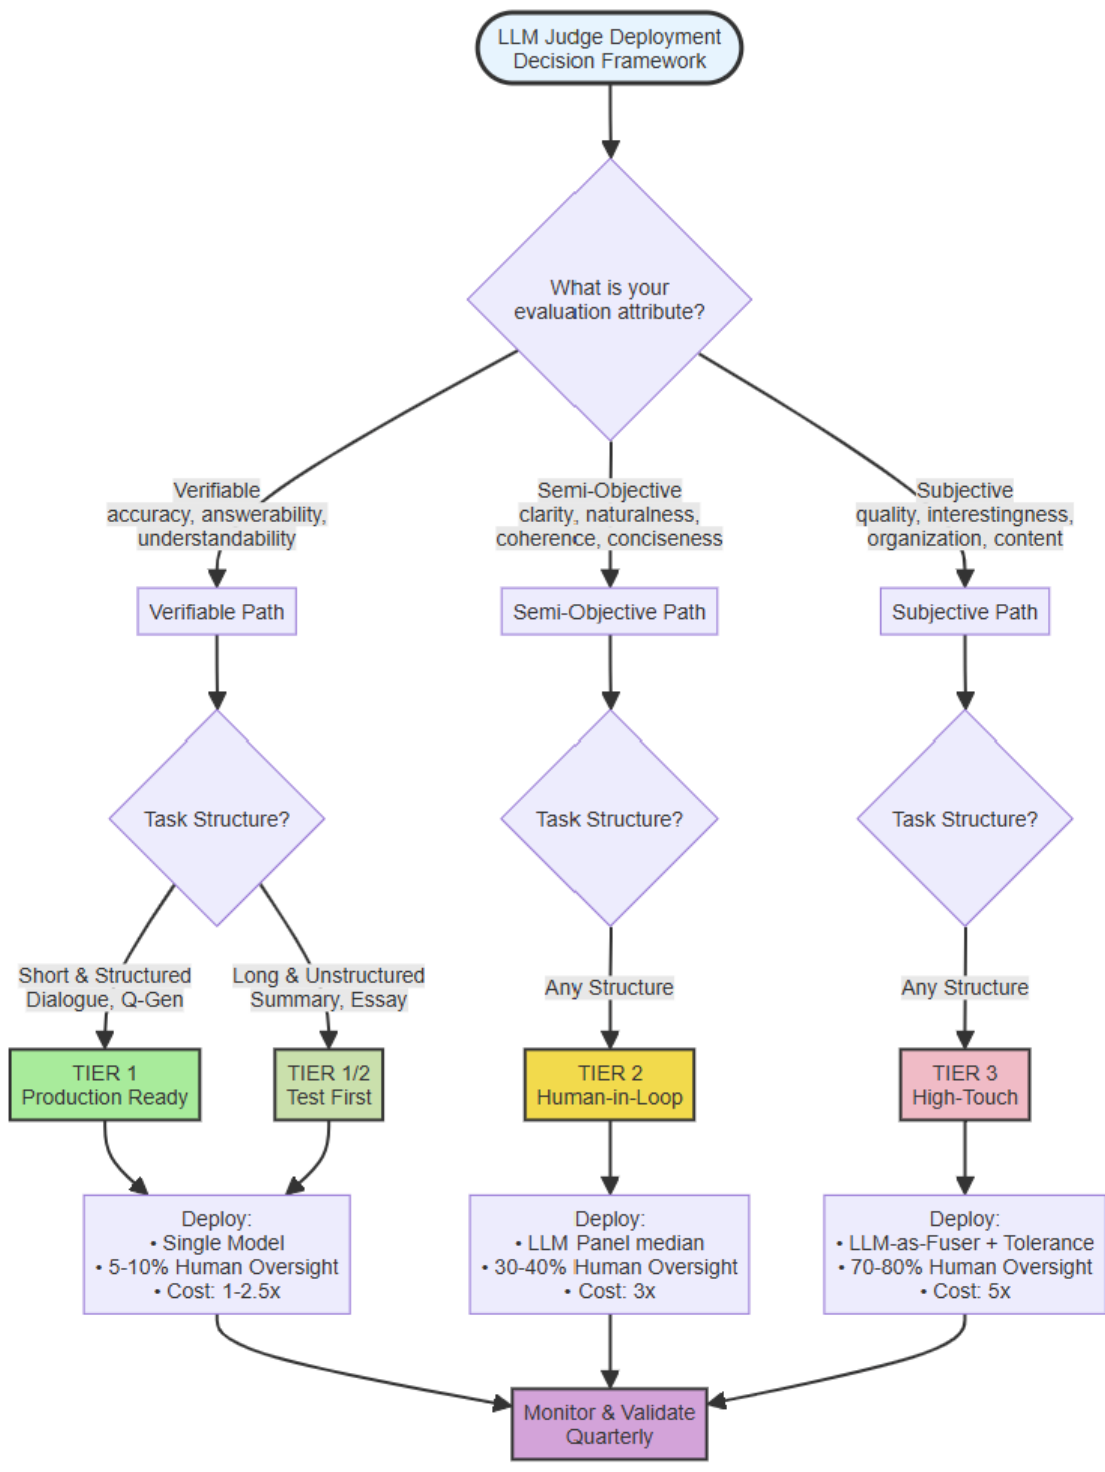 LLM Judge Deployment
Decision Framework
What is your
evaluation attribute?
Verifiable
accuracy, answerability,
understandability
Semi-Objective
clarity, naturalness,
coherence, conciseness
Subjective
quality, interestingness,
organization, content
Verifiable Path
Semi-Objective Path
Subjective Path
Task Structure?
Task Structure?
Task Structure?
Short & Structured
Dialogue, Q-Gen
Long & Unstructured
Summary, Essay
Any Structure
Any Structure
TIER 1
Production Ready
TIER 1/2
Test First
TIER 2
Human-in-Loop
TIER 3
High-Touch
Deploy:
• Single Model
• 5-10% Human Oversight
• Cost: 1-2.5x
Deploy:
• LLM Panel median
• 30-40% Human Oversight
• Cost: 3x
Deploy:
• LLM-as-Fuser + Tolerance
• 70-80% Human Oversight
• Cost: 5x
Monitor & Validate
Quarterly